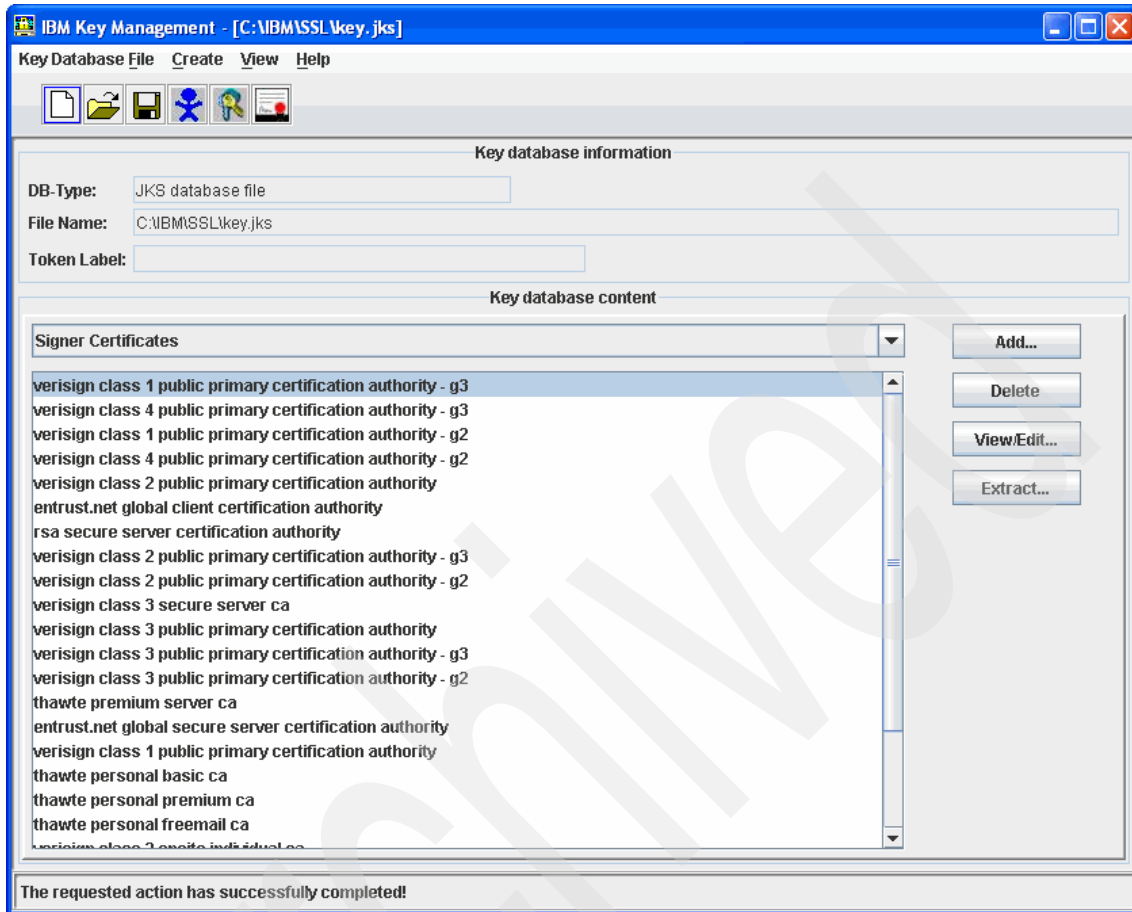 IBM Key Management - [C:\IBM\SSL\key.jks]
Key Database File Create View Help
Key database information
DB-Type: JKS database file
File Name: C:\IBM\SSL\key.jks
Token Label:
Key database content
Signer Certificates
Add...
verisign class 1 public primary certification authority - g3
Delete
verisign class 4 public primary certification authority - g3
verisign class 1 public primary certification authority - g2
View/Edit...
verisign class 4 public primary certification authority - g2
verisign class 2 public primary certification authority
Extract...
entrust.net global client certification authority
rsa secure server certification authority
verisign class 2 public primary certification authority - g3
verisign class 2 public primary certification authority - g2
verisign class 3 secure server ca
verisign class 3 public primary certification authority
verisign class 3 public primary certification authority - g3
verisign class 3 public primary certification authority - g2
thawte premium server ca
entrust.net global secure server certification authority
verisign class 1 public primary certification authority
thawte personal basic ca
thawte personal premium ca
thawte personal freemail ca
verisign class 2 onsite individual ca
The requested action has successfully completed!
chived